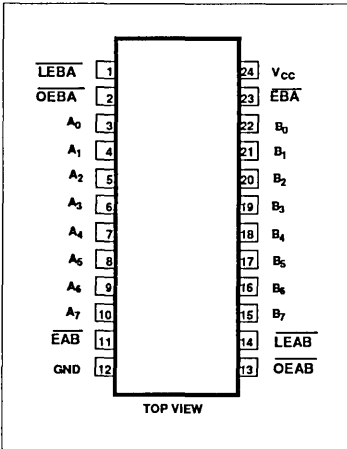 LEBA 1 24 VCC
OEBA 2 23 EBA
A0 3 22 B0
A1 4 21 B1
A2 5 20 B2
A3 6 19 B3
A4 7 18 B4
A5 8 17 B5
A6 9 16 B6
A7 10 15 B7
EAB 11 14 LEAB
GND 12 13 OEAB
TOP VIEW